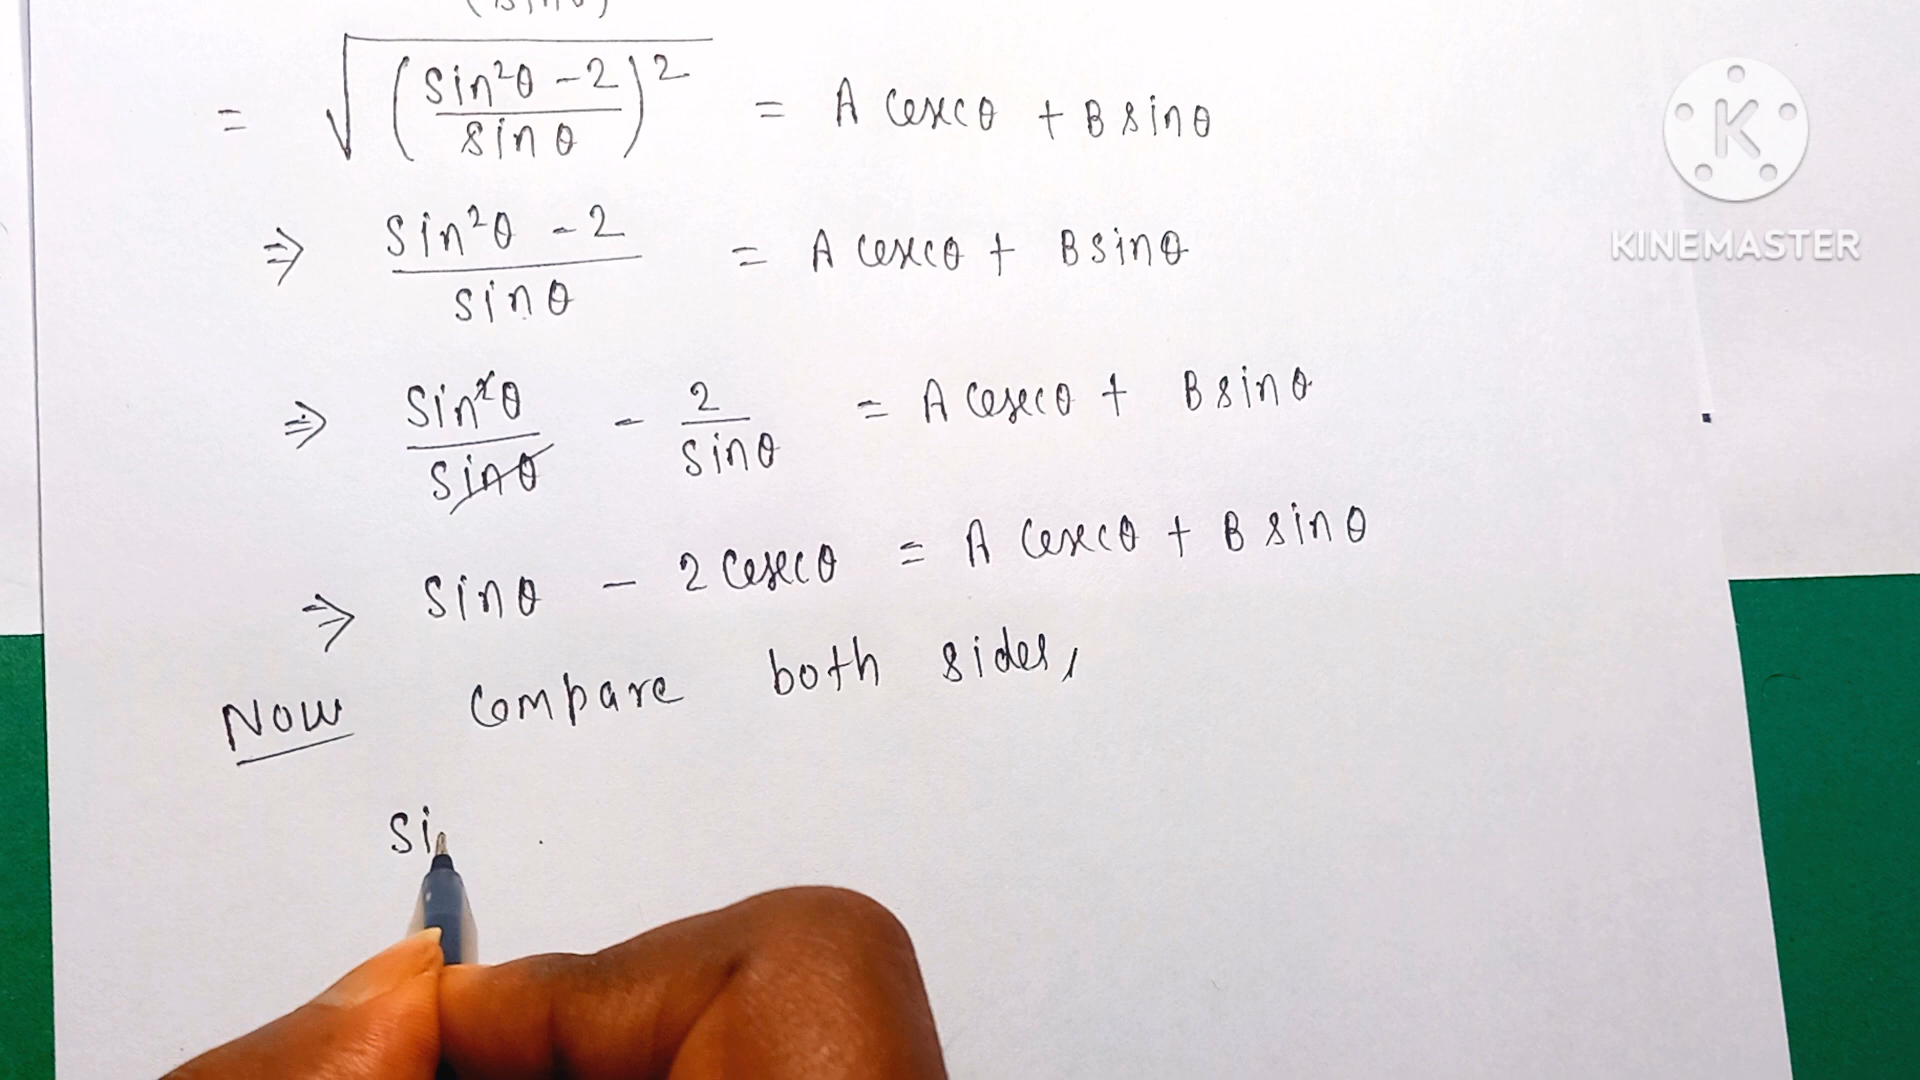 = √(sin²θ - 2 / sinθ)² = A cosecθ + B sinθ
⇒ sin²θ - 2 / sinθ = A cosecθ + B sinθ
⇒ sin²θ / sinθ - 2 / sinθ = A cosecθ + B sinθ
⇒ sinθ - 2 cosecθ = A cosecθ + B sinθ
Now compare both sides,
si
K
KINEMASTER